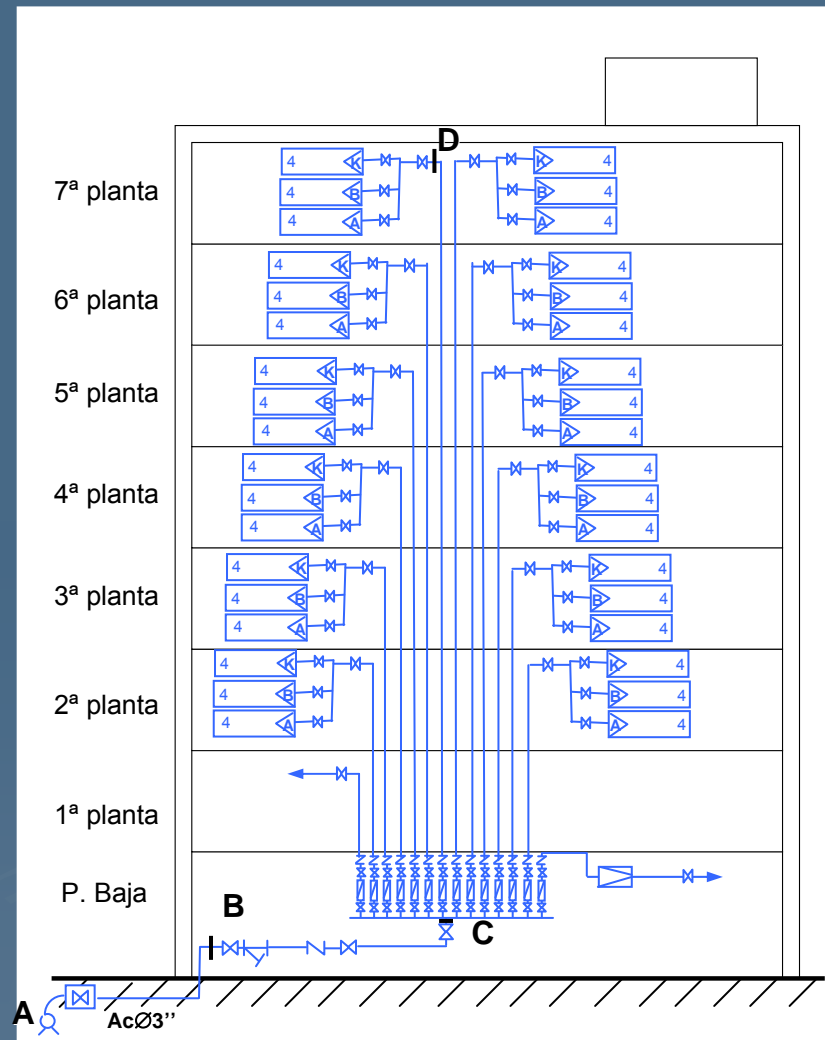 D
7ª planta
4 K K 4
4 B B 4
4 A A 4
6ª planta
4 K K 4
4 B B 4
4 A A 4
5ª planta
4 K K 4
4 B B 4
4 A A 4
4ª planta
4 K K 4
4 B B 4
4 A A 4
3ª planta
4 K K 4
4 B B 4
4 A A 4
2ª planta
4 K K 4
4 B B 4
4 A A 4
1ª planta
P. Baja
B
C
A
AcØ3’’